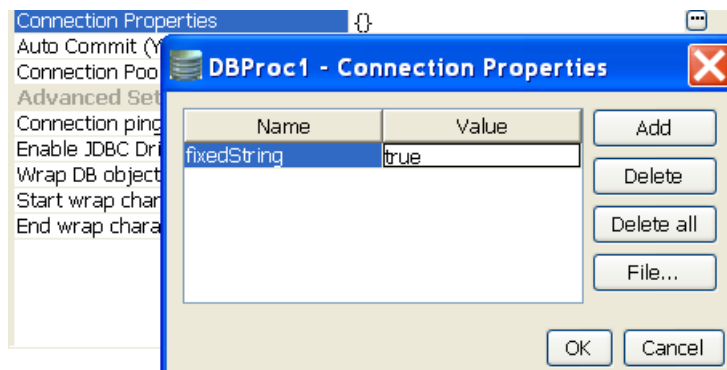 Connection Properties {}
Auto Commit (Y
Connection Poo
Advanced Set
Connection ping
Enable JDBC Dri
Wrap DB object
Start wrap char
End wrap chara
DBProc1 - Connection Properties
Name Value
fixedString true
Add
Delete
Delete all
File...
OK Cancel